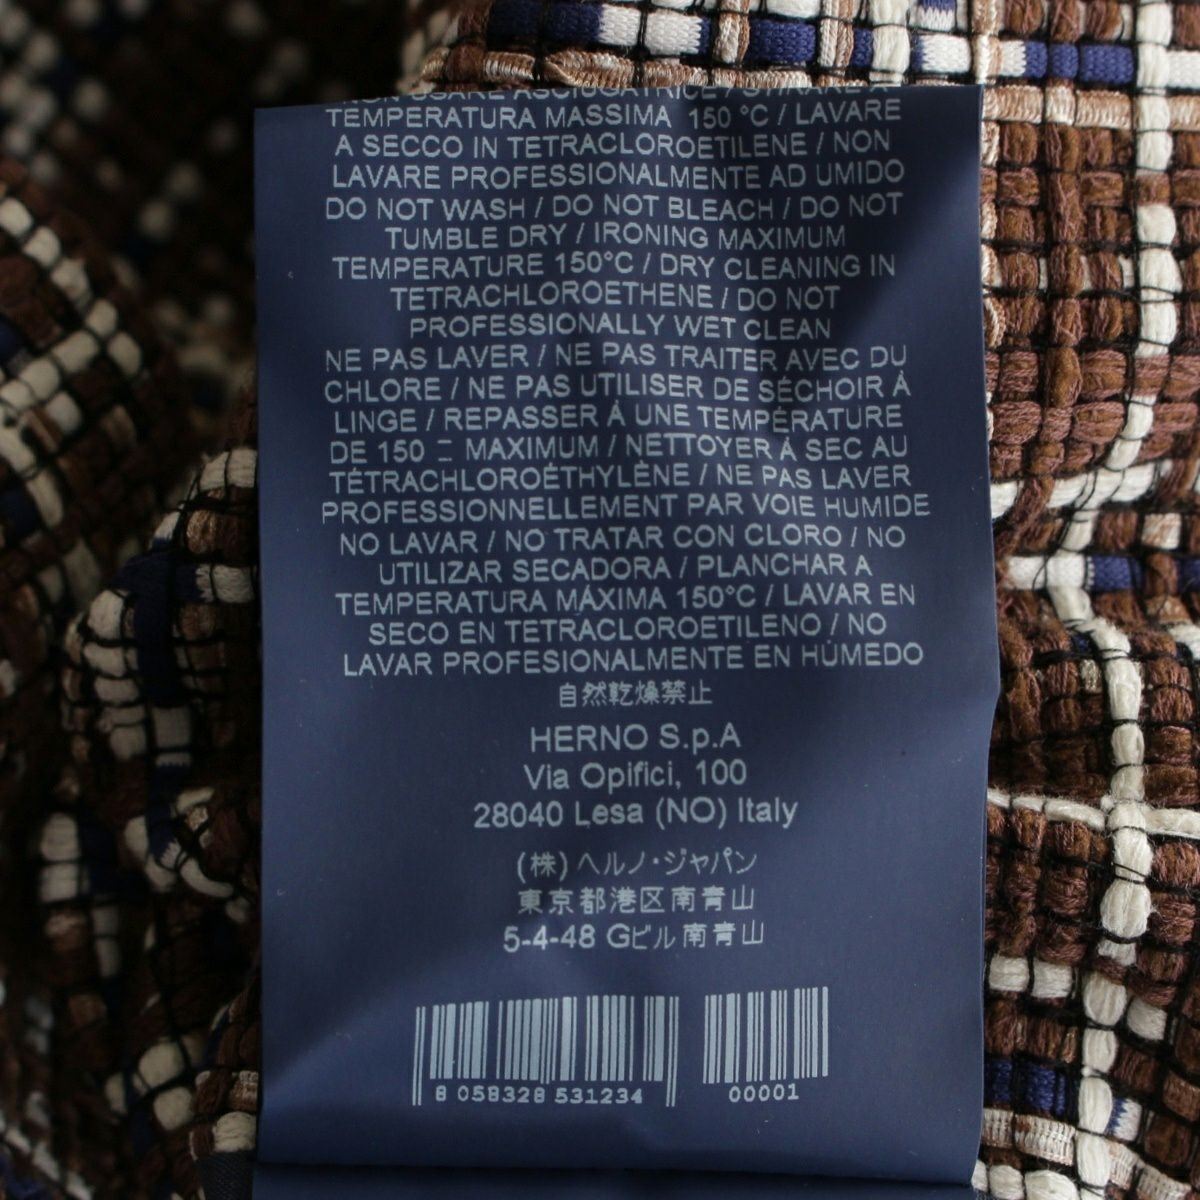 NON USARE ASCIUGATRICE / STIRARE A
TEMPERATURA MASSIMA 150 °C / LAVARE
A SECCO IN TETRACLOROETILENE / NON
LAVARE PROFESSIONALMENTE AD UMIDO
DO NOT WASH / DO NOT BLEACH / DO NOT
TUMBLE DRY / IRONING MAXIMUM
TEMPERATURE 150°C / DRY CLEANING IN
TETRACHLOROETHENE / DO NOT
PROFESSIONALLY WET CLEAN
NE PAS LAVER / NE PAS TRAITER AVEC DU
CHLORE / NE PAS UTILISER DE SÉCHOIR À
LINGE / REPASSER À UNE TEMPÉRATURE
DE 150 MAXIMUM / NETTOYER À SEC AU
TÉTRACHLOROÉTHYLÈNE / NE PAS LAVER
PROFESSIONNELLEMENT PAR VOIE HUMIDE
NO LAVAR / NO TRATAR CON CLORO / NO
UTILIZAR SECADORA / PLANCHAR A
TEMPERATURA MÁXIMA 150°C / LAVAR EN
SECO EN TETRACLOROETILENO / NO
LAVAR PROFESIONALMENTE EN HÚMEDO
自然乾燥禁止
HERNO S.p.A
Via Opifici, 100
28040 Lesa (NO) Italy
(株)ヘルノ・ジャパン
東京都港区南青山
5-4-48 Gビル南青山
8 058328 531234
00001